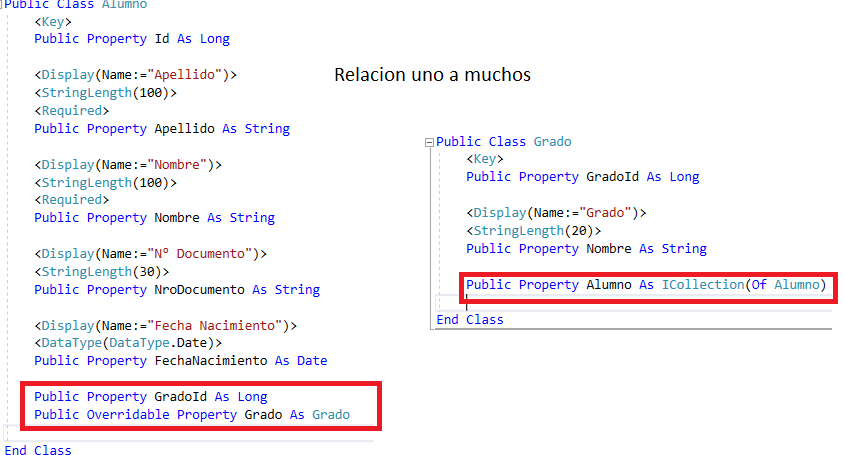 Public Class Alumno
<Key>
Public Property Id As Long
<Display(Name:="Apellido")>
<StringLength(100)>
<Required>
Public Property Apellido As String
<Display(Name:="Nombre")>
<StringLength(100)>
<Required>
Public Property Nombre As String
<Display(Name:="Nº Documento")>
<StringLength(30)>
Public Property NroDocumento As String
<Display(Name:="Fecha Nacimiento")>
<DataType(DataType.Date)>
Public Property FechaNacimiento As Date
Public Property GradoId As Long
Public Overridable Property Grado As Grado
End Class
Relacion uno a muchos
Public Class Grado
<Key>
Public Property GradoId As Long
<Display(Name:="Grado")>
<StringLength(20)>
Public Property Nombre As String
Public Property Alumno As ICollection(Of Alumno)
End Class